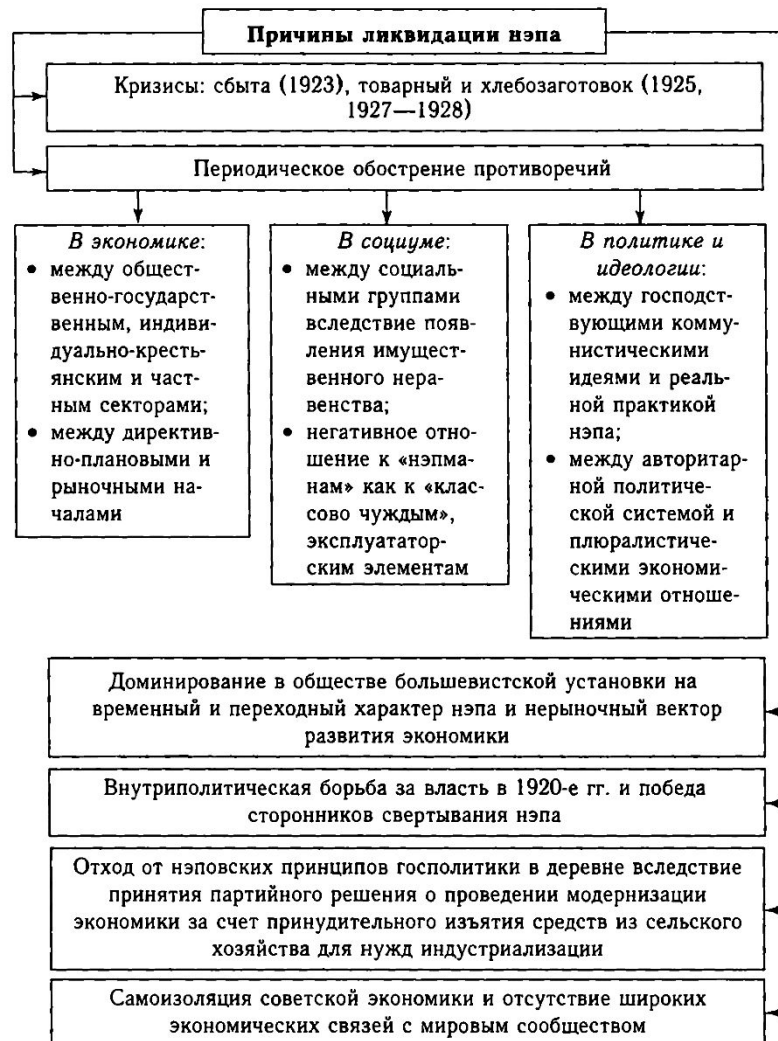 Причины ликвидации нэпа
Кризисы: сбыта (1923), товарный и хлебозаготовок (1925,
1927—1928)
Периодическое обострение противоречий
В экономике:
• между общест-
венно-государст-
венным, индиви-
дуально-кресть-
янским и част-
ным секторами;
• между директив-
но-плановыми и
рыночными на-
чалами
В социуме:
• между социаль-
ными группами
вследствие появ-
ления имущест-
венного нера-
венства;
• негативное отно-
шение к «нэпма-
нам» как к «клас-
сово чуждым»,
эксплуататор-
ским элементам
В политике и
идеологии:
• между господст-
вующими комму-
нистическими
идеями и реаль-
ной практикой
нэпа;
• между авторитар-
ной политиче-
ской системой и
плюралистиче-
скими экономи-
ческими отноше-
ниями
Доминирование в обществе большевистской установки на
временный и переходный характер нэпа и нерыночный вектор
развития экономики
Внутриполитическая борьба за власть в 1920-е гг. и победа
сторонников свертывания нэпа
Отход от нэповских принципов госполитики в деревне вследствие
принятия партийного решения о проведении модернизации
экономики за счет принудительного изъятия средств из сельского
хозяйства для нужд индустриализации
Самоизоляция советской экономики и отсутствие широких
экономических связей с мировым сообществом